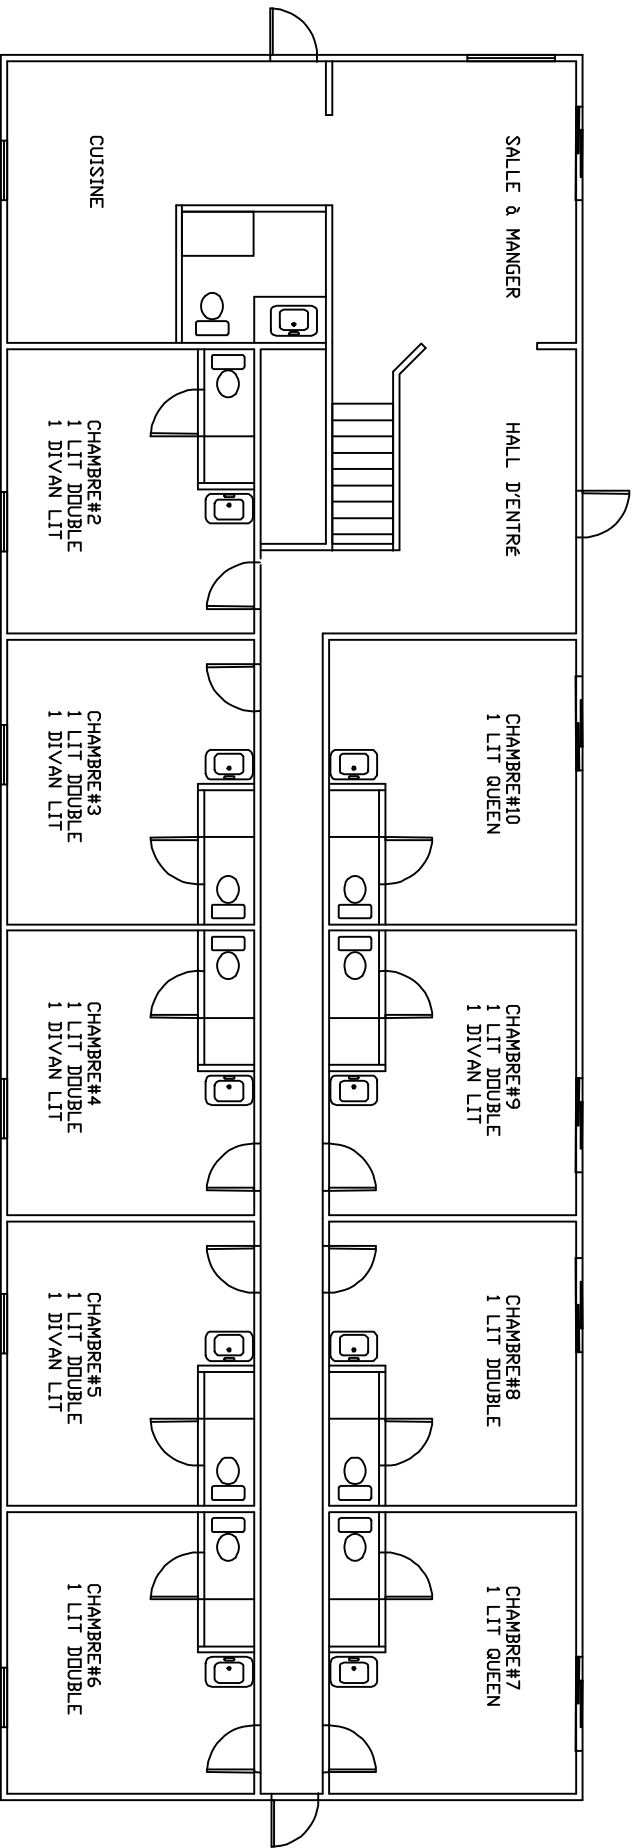 CUISINE
SALLE à MANGER
HALL D'ENTRÉ
CHAMBRE#2
1 LIT DOUBLE
1 DIVAN LIT
CHAMBRE#3
1 LIT DOUBLE
1 DIVAN LIT
CHAMBRE#10
1 LIT QUEEN
CHAMBRE#4
1 LIT DOUBLE
1 DIVAN LIT
CHAMBRE#9
1 LIT DOUBLE
1 DIVAN LIT
CHAMBRE#5
1 LIT DOUBLE
1 DIVAN LIT
CHAMBRE#8
1 LIT DOUBLE
CHAMBRE#6
1 LIT DOUBLE
CHAMBRE#7
1 LIT QUEEN